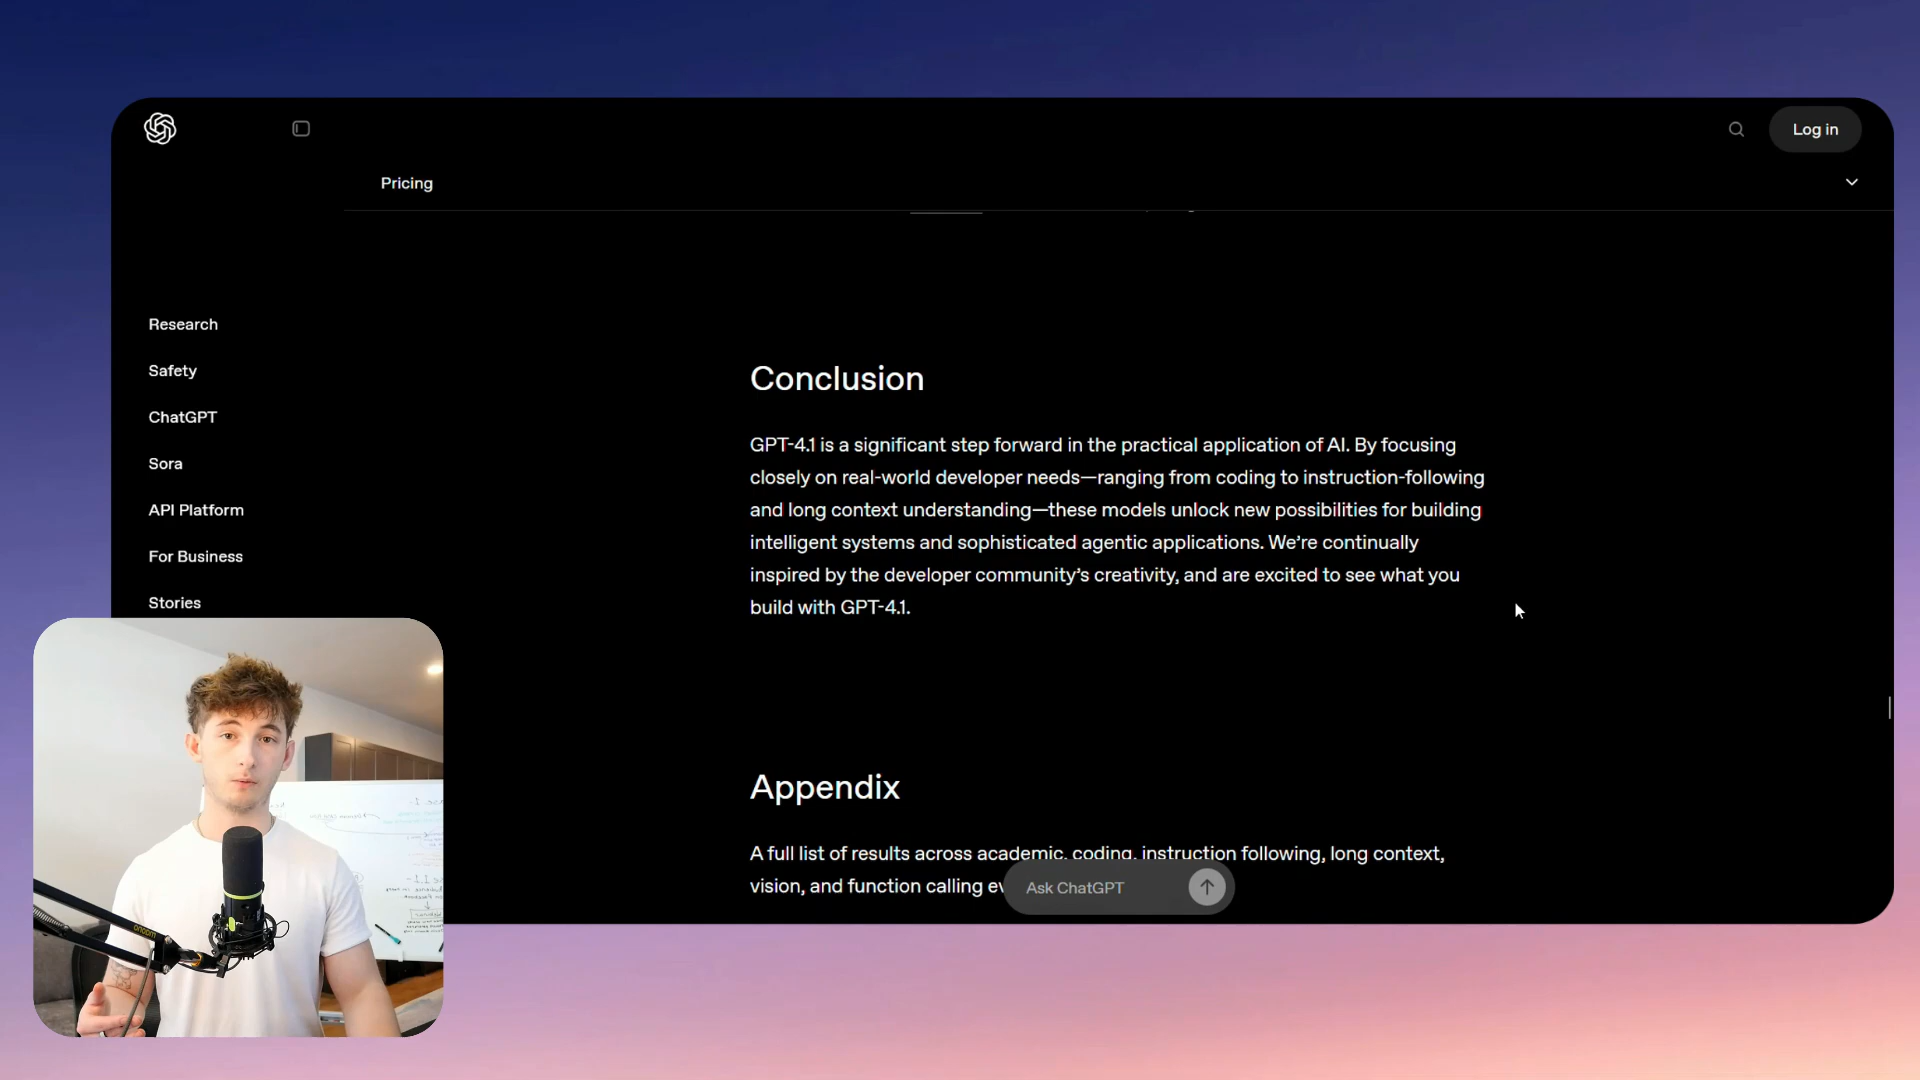 Log in
Pricing
Research
Safety
ChatGPT
Sora
API Platform
For Business
Stories
Conclusion
GPT-4.1 is a significant step forward in the practical application of AI. By focusing
closely on real-world developer needs—ranging from coding to instruction-following
and long context understanding—these models unlock new possibilities for building
intelligent systems and sophisticated agentic applications. We’re continually
inspired by the developer community’s creativity, and are excited to see what you
build with GPT-4.1.
Appendix
A full list of results across academic, coding, instruction following, long context,
vision, and function calling
Ask ChatGPT